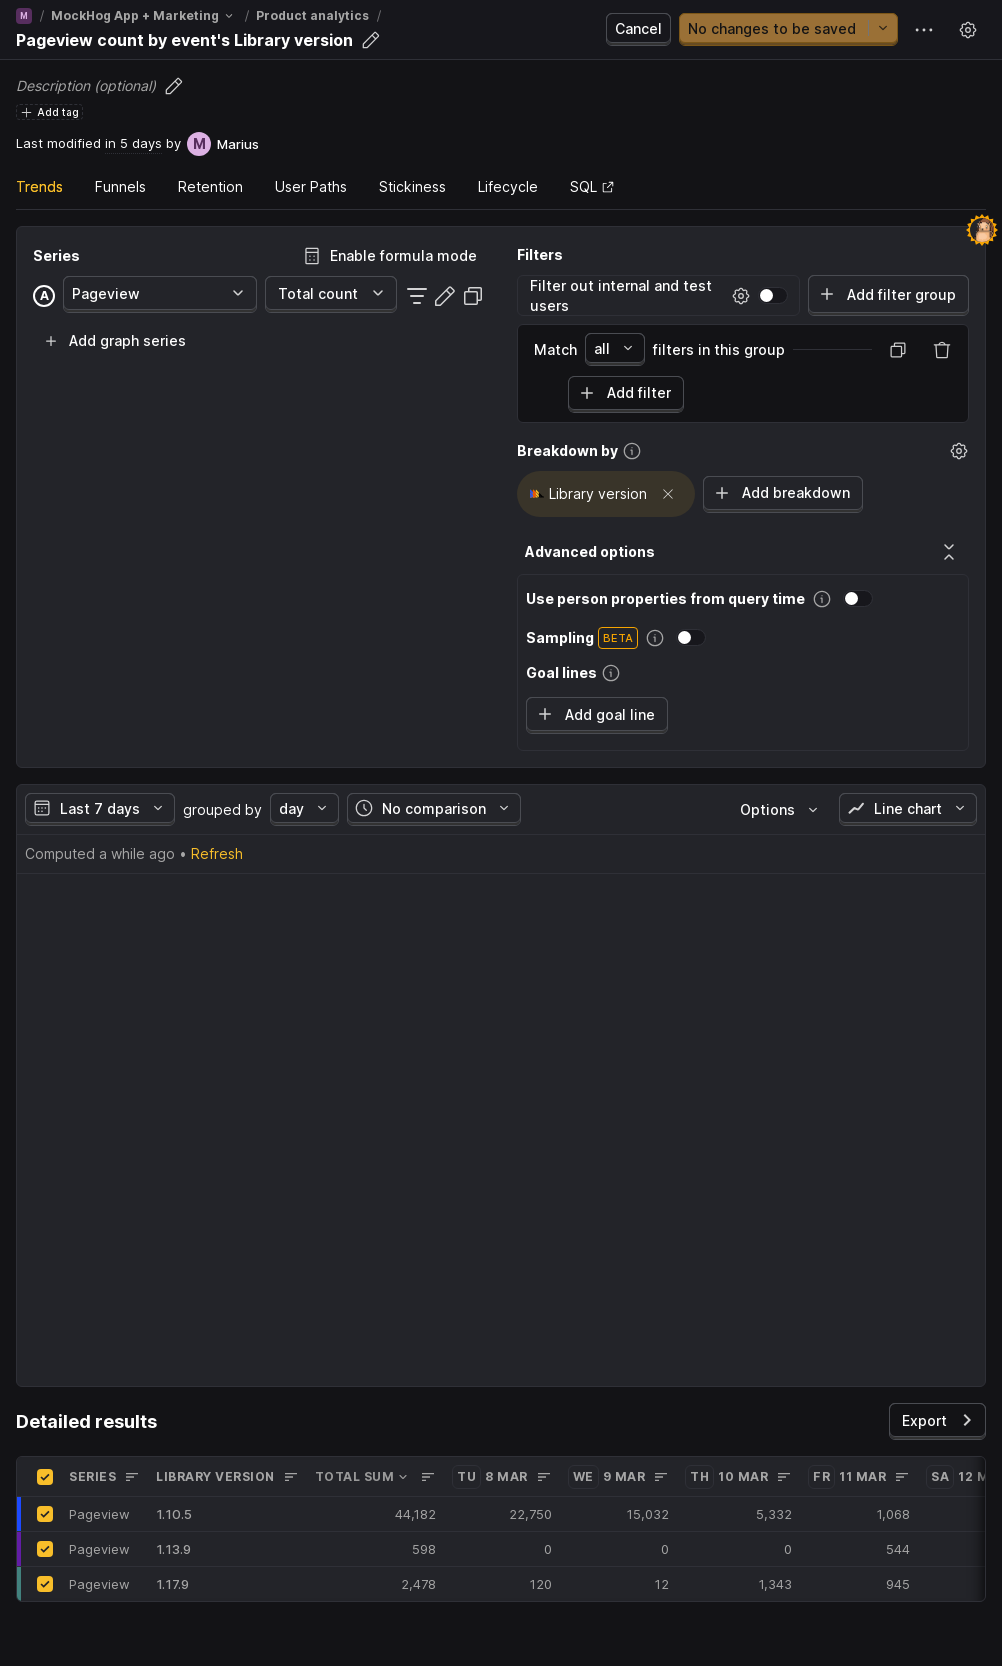 M / MockHog App + Marketing / Product analytics /
Pageview count by event's Library version
Cancel
No changes to be saved
Description (optional)
Add tag
Last modified in 5 days by M Marius
Trends Funnels Retention User Paths Stickiness Lifecycle SQL
Series
Enable formula mode
A Pageview Total count
Add graph series
Filters
Filter out internal and test
users
Add filter group
Match all filters in this group
Add filter
Breakdown by
Library version
Add breakdown
Advanced options
Use person properties from query time
Sampling BETA
Goal lines
Add goal line
Last 7 days grouped by day No comparison Options Line chart
Computed a while ago • Refresh
Detailed results
Export
SERIES LIBRARY VERSION TOTAL SUM TU 8 MAR WE 9 MAR TH 10 MAR FR 11 MAR SA 12 M
Pageview 1.10.5 44,182 22,750 15,032 5,332 1,068
Pageview 1.13.9 598 0 0 0 544
Pageview 1.17.9 2,478 120 12 1,343 945